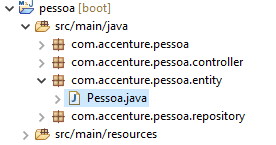 pessoa [boot]
src/main/java
com.accenture.pessoa
com.accenture.pessoa.controller
com.accenture.pessoa.entity
Pessoa.java
com.accenture.pessoa.repository
src/main/resources